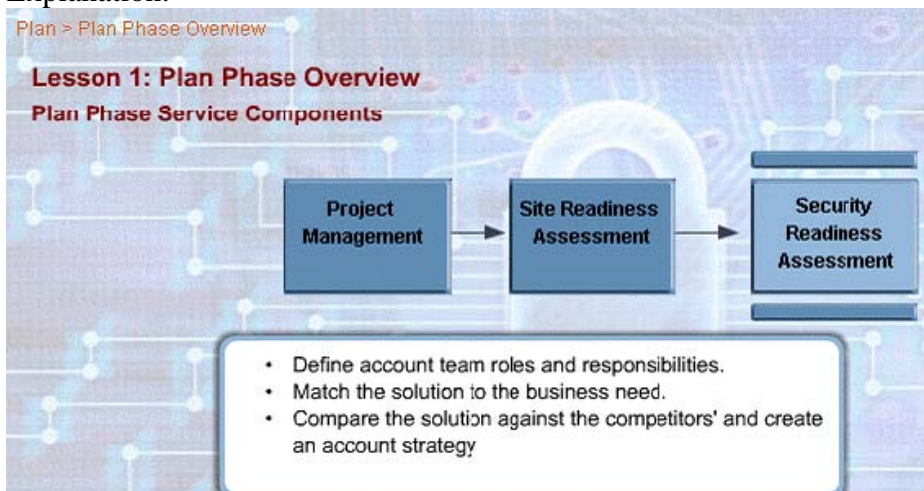 Explanation:
Plan > Plan Phase Overview
Lesson 1: Plan Phase Overview
Plan Phase Service Components
Project
Management
Site Readiness
Assessment
Security
Readiness
Assessment
• Define account team roles and responsibilities.
• Match the solution to the business need.
• Compare the solution against the competitors' and create
an account strategy